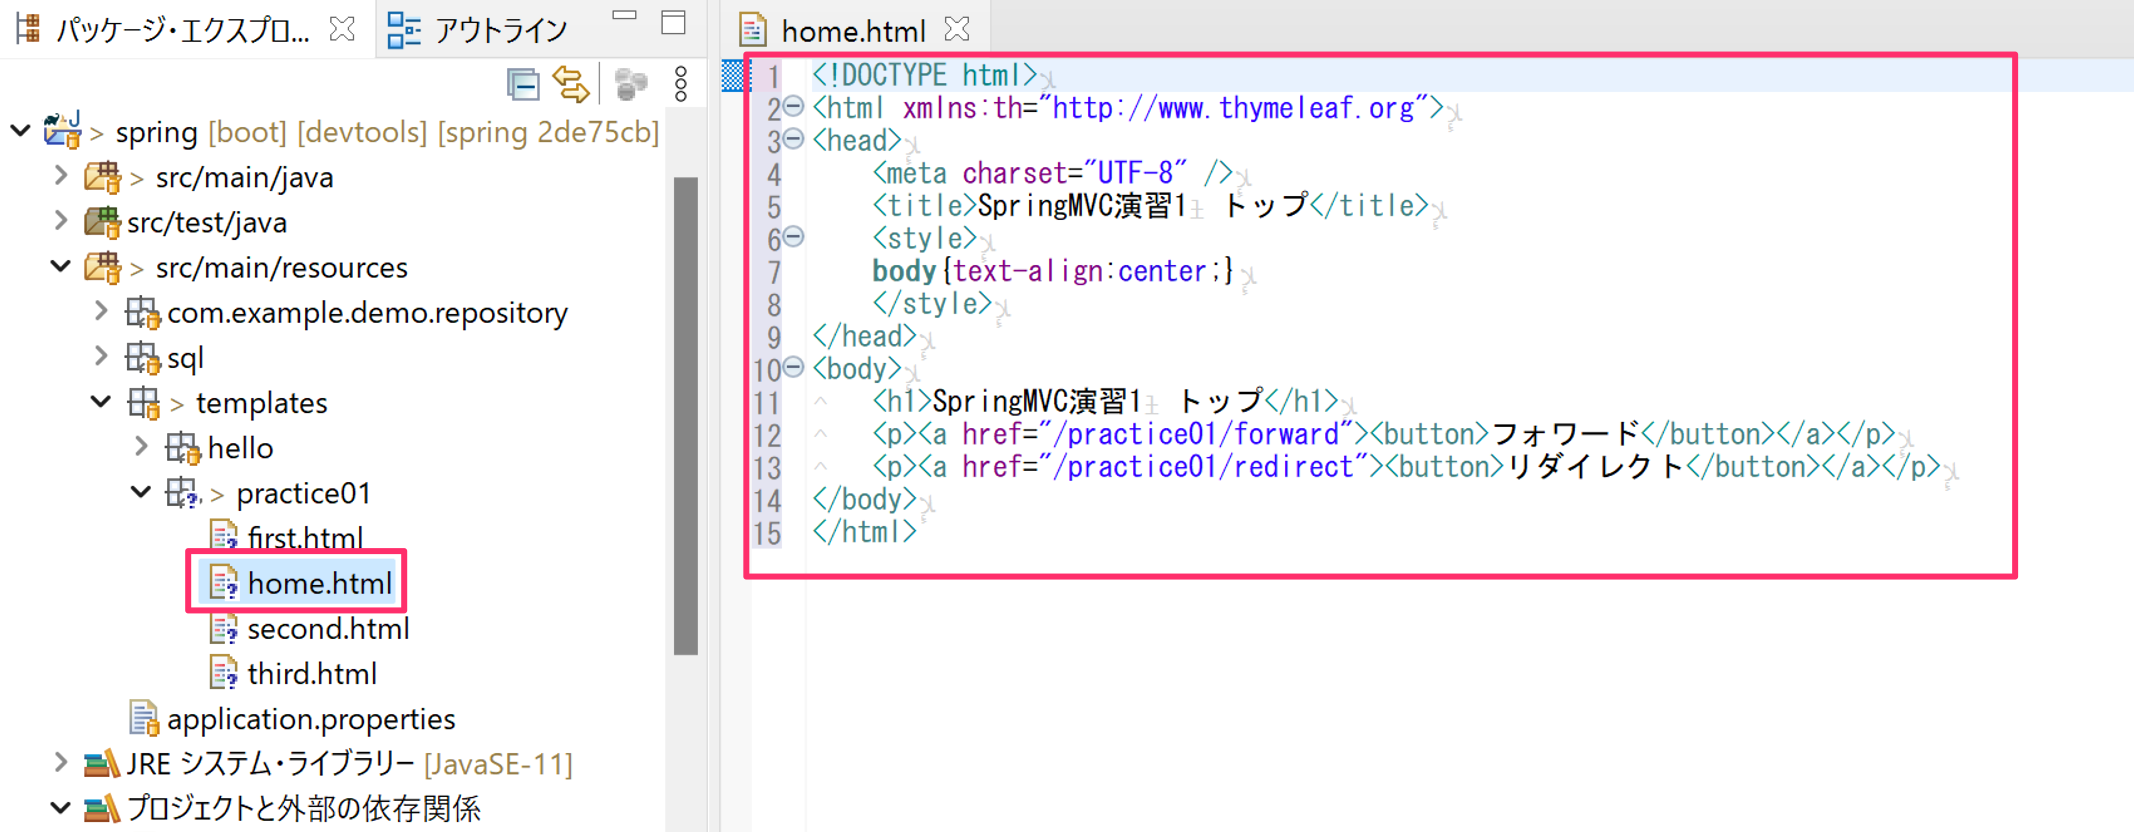 パッケージ・エクスプロ...
アウトライン
> spring [boot] [devtools] [spring 2de75cb]
> src/main/java
src/test/java
> src/main/resources
com.example.demo.repository
sql
> templates
hello
> practice01
first.html
home.html
second.html
third.html
application.properties
JRE システム・ライブラリー [JavaSE-11]
プロジェクトと外部の依存関係
home.html
1 <!DOCTYPE html>
2 <html xmlns:th="http://www.thymeleaf.org">
3 <head>
4 <meta charset="UTF-8" />
5 <title>SpringMVC演習1 トップ</title>
6 <style>
7 body{text-align:center;}
8 </style>
9 </head>
10 <body>
11 <h1>SpringMVC演習1 トップ</h1>
12 <p><a href="/practice01/forward"><button>フォワード</button></a></p>
13 <p><a href="/practice01/redirect"><button>リダイレクト</button></a></p>
14 </body>
15 </html>